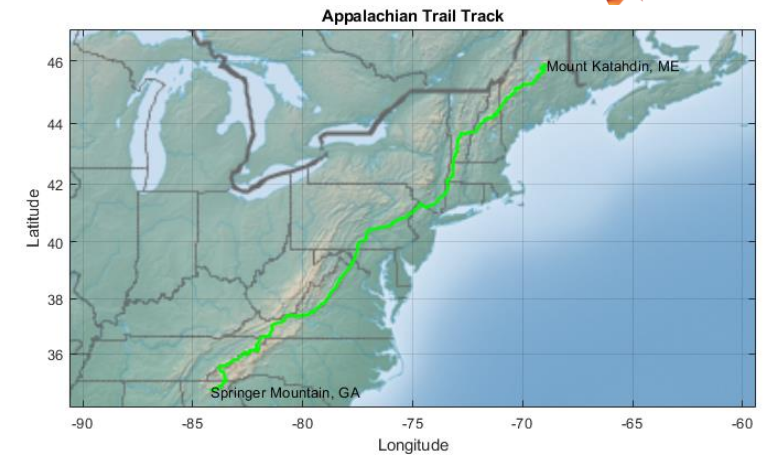 Appalachian Trail Track
Mount Katahdin, ME
Springer Mountain, GA
Latitude
46
44
42
40
38
36
-90
-85
-80
-75
-70
-65
-60
Longitude